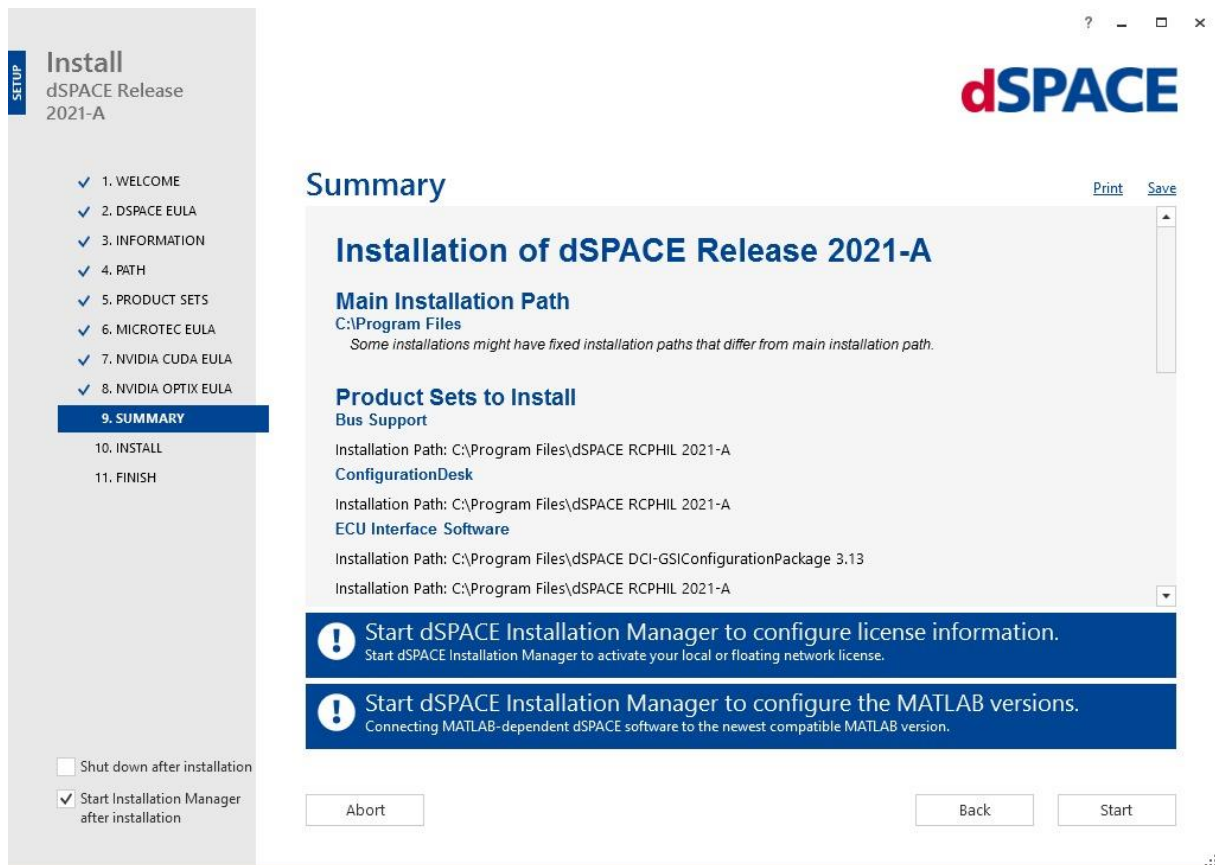 ?
SETUP
Install
dSPACE Release
2021-A
dSPACE
1. WELCOME
2. DSPACE EULA
3. INFORMATION
4. PATH
5. PRODUCT SETS
6. MICROTEC EULA
7. NVIDIA CUDA EULA
8. NVIDIA OPTIX EULA
9. SUMMARY
10. INSTALL
11. FINISH
Summary
Print Save
Installation of dSPACE Release 2021-A
Main Installation Path
C:\Program Files
Some installations might have fixed installation paths that differ from main installation path.
Product Sets to Install
Bus Support
Installation Path: C:\Program Files\dSPACE RCPHIL 2021-A
ConfigurationDesk
Installation Path: C:\Program Files\dSPACE RCPHIL 2021-A
ECU Interface Software
Installation Path: C:\Program Files\dSPACE DCI-GSIConfigurationPackage 3.13
Installation Path: C:\Program Files\dSPACE RCPHIL 2021-A
! Start dSPACE Installation Manager to configure license information.
Start dSPACE Installation Manager to activate your local or floating network license.
! Start dSPACE Installation Manager to configure the MATLAB versions.
Connecting MATLAB-dependent dSPACE software to the newest compatible MATLAB version.
Shut down after installation
Start Installation Manager
after installation
Abort Back Start